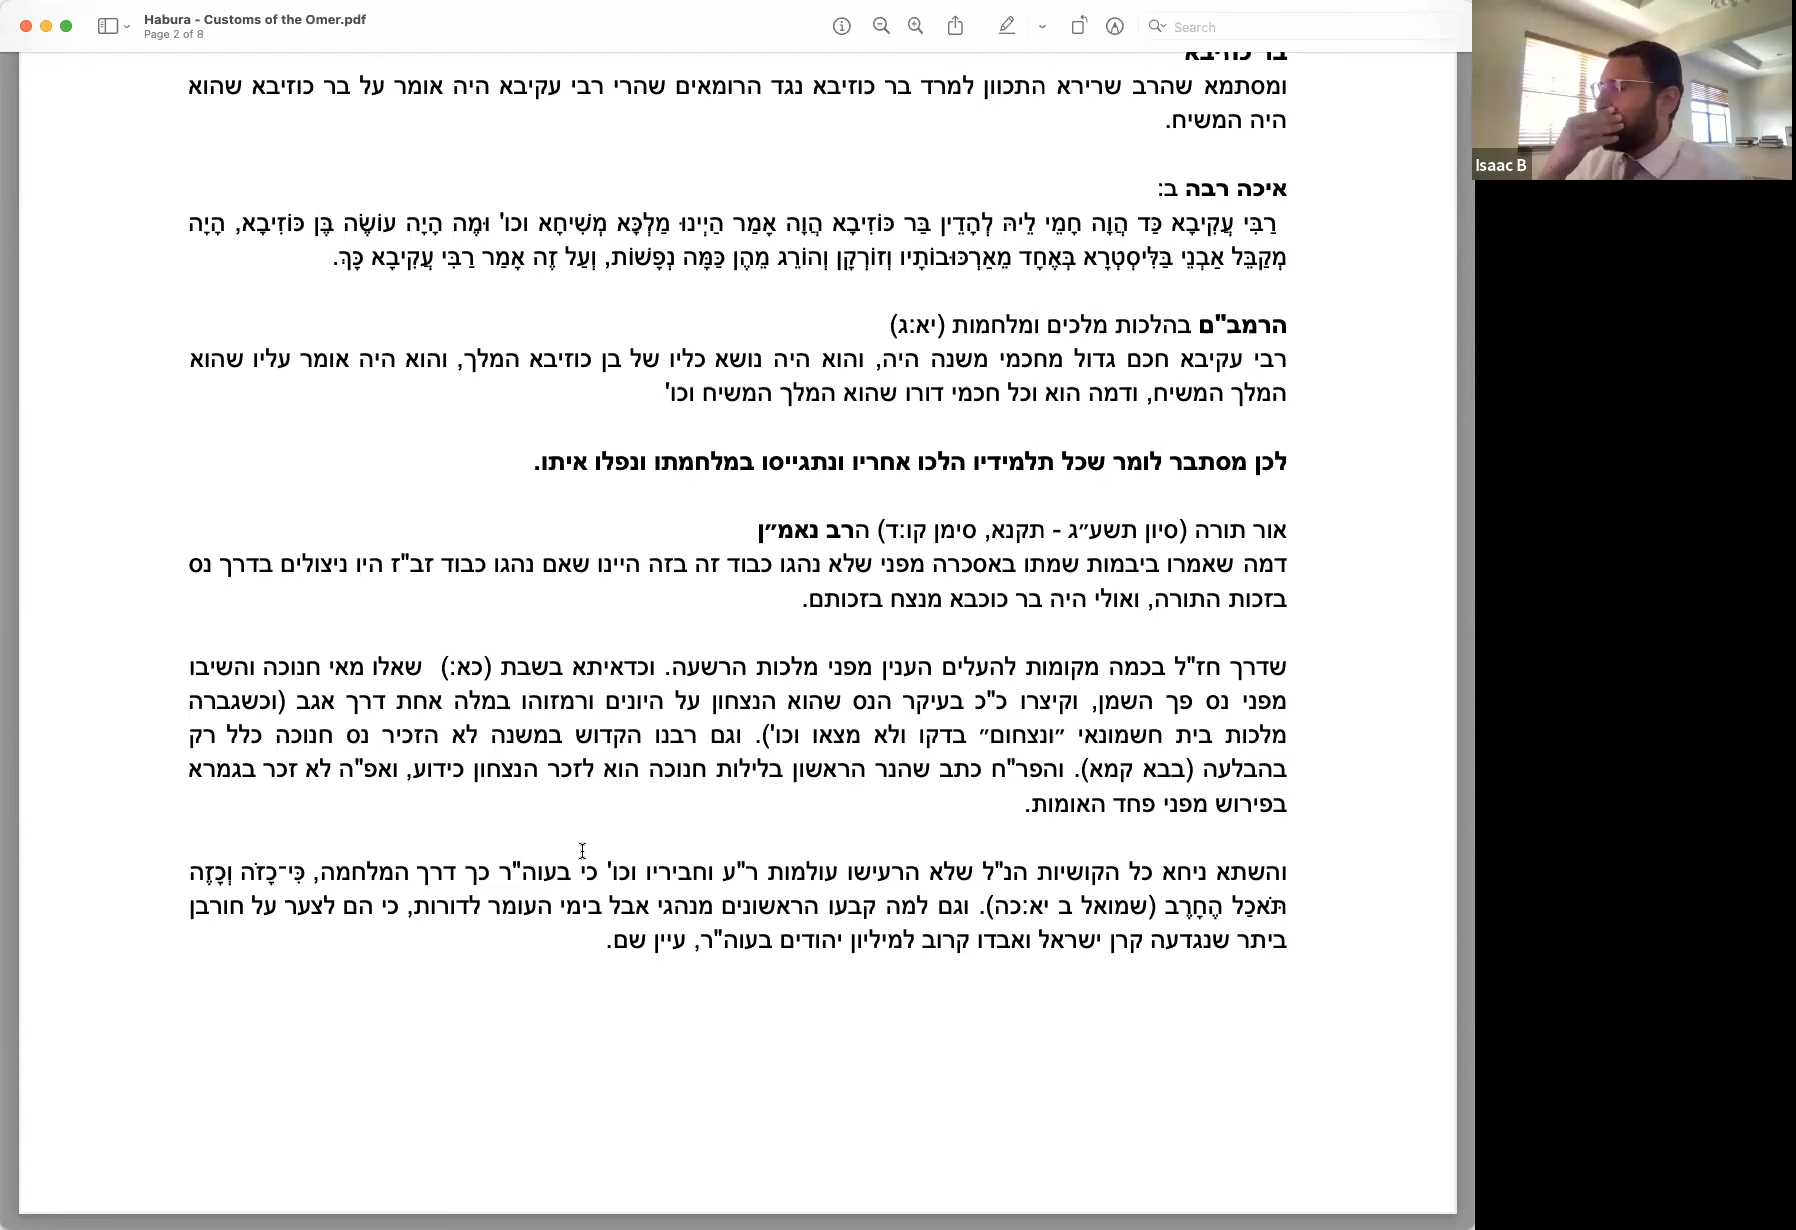 Habura - Customs of the Omer.pdf
Page 2 of 8
Search
Isaac B
בר כוזיבא
ומסתמא שהרב שרירא התכוון למרד בר כוזיבא נגד הרומאים שהרי רבי עקיבא היה אומר על בר כוזיבא שהוא
היה המשיח.
איכה רבה ב:
רַבִּי עֲקִיבָא כַּד הֲוָה חָמֵי לֵיהּ לְהָדֵין בַּר כּוֹזִיבָא הֲוָה אָמַר הַיְינוּ מַלְכָּא מְשִׁיחָא וכו' וּמֶה הָיָה עוֹשֶׂה בֶּן כּוֹזִיבָא, הָיָה
מְקַבֵּל אַבְנֵי בַּלִּיסְטְרָא בְּאֶחָד מֵאַרְכּוּבוֹתָיו וְזוֹרְקָן וְהוֹרֵג מֵהֶן כַּמָּה נְפָשׁוֹת, וְעַל זֶה אָמַר רַבִּי עֲקִיבָא כָּךְ.
הרמב"ם בהלכות מלכים ומלחמות (יא:ג)
רבי עקיבא חכם גדול מחכמי משנה היה, והוא היה נושא כליו של בן כוזיבא המלך, והוא היה אומר עליו שהוא
המלך המשיח, ודמה הוא וכל חכמי דורו שהוא המלך המשיח וכו'
לכן מסתבר לומר שכל תלמידיו הלכו אחריו ונתגייסו במלחמתו ונפלו איתו.
אור תורה (סיון תשע״ג - תקנא, סימן קו:ד) הרב נאמ״ן
דמה שאמרו ביבמות שמתו באסכרה מפני שלא נהגו כבוד זה בזה היינו שאם נהגו כבוד זב"ז היו ניצולים בדרך נס
בזכות התורה, ואולי היה בר כוכבא מנצח בזכותם.
שדרך חז"ל בכמה מקומות להעלים הענין מפני מלכות הרשעה. וכדאיתא בשבת (כא:) שאלו מאי חנוכה והשיבו
מפני נס פך השמן, וקיצרו כ"כ בעיקר הנס שהוא הנצחון על היונים ורמזוהו במלה אחת דרך אגב (וכשגברה
מלכות בית חשמונאי ״ונצחום״ בדקו ולא מצאו וכו'). וגם רבנו הקדוש במשנה לא הזכיר נס חנוכה כלל רק
בהבלעה (בבא קמא). והפר"ח כתב שהנר הראשון בלילות חנוכה הוא לזכר הנצחון כידוע, ואפ"ה לא זכר בגמרא
בפירוש מפני פחד האומות.
והשתא ניחא כל הקושיות הנ"ל שלא הרעישו עולמות ר"ע וחביריו וכו' כי בעוה"ר כך דרך המלחמה, כִּי־כָזֹה וְכָזֶה
תֹּאכַל הֶחָרֶב (שמואל ב יא:כה). וגם למה קבעו הראשונים מנהגי אבל בימי העומר לדורות, כי הם לצער על חורבן
ביתר שנגדעה קרן ישראל ואבדו קרוב למיליון יהודים בעוה"ר, עיין שם.